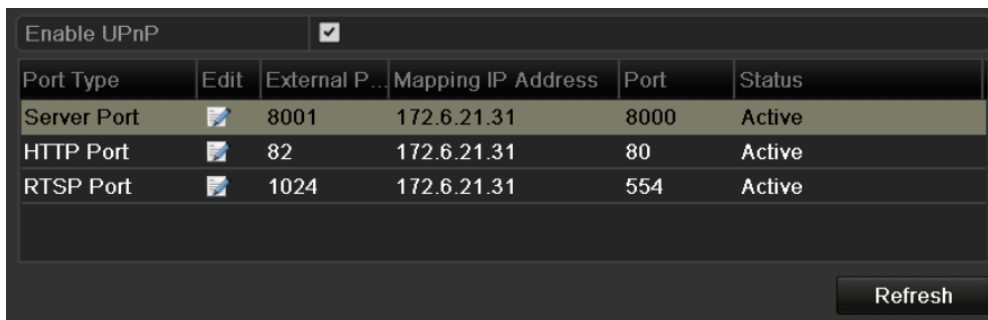 Enable UPnP
Port Type Edit External P... Mapping IP Address Port Status
Server Port 8001 172.6.21.31 8000 Active
HTTP Port 82 172.6.21.31 80 Active
RTSP Port 1024 172.6.21.31 554 Active
Refresh